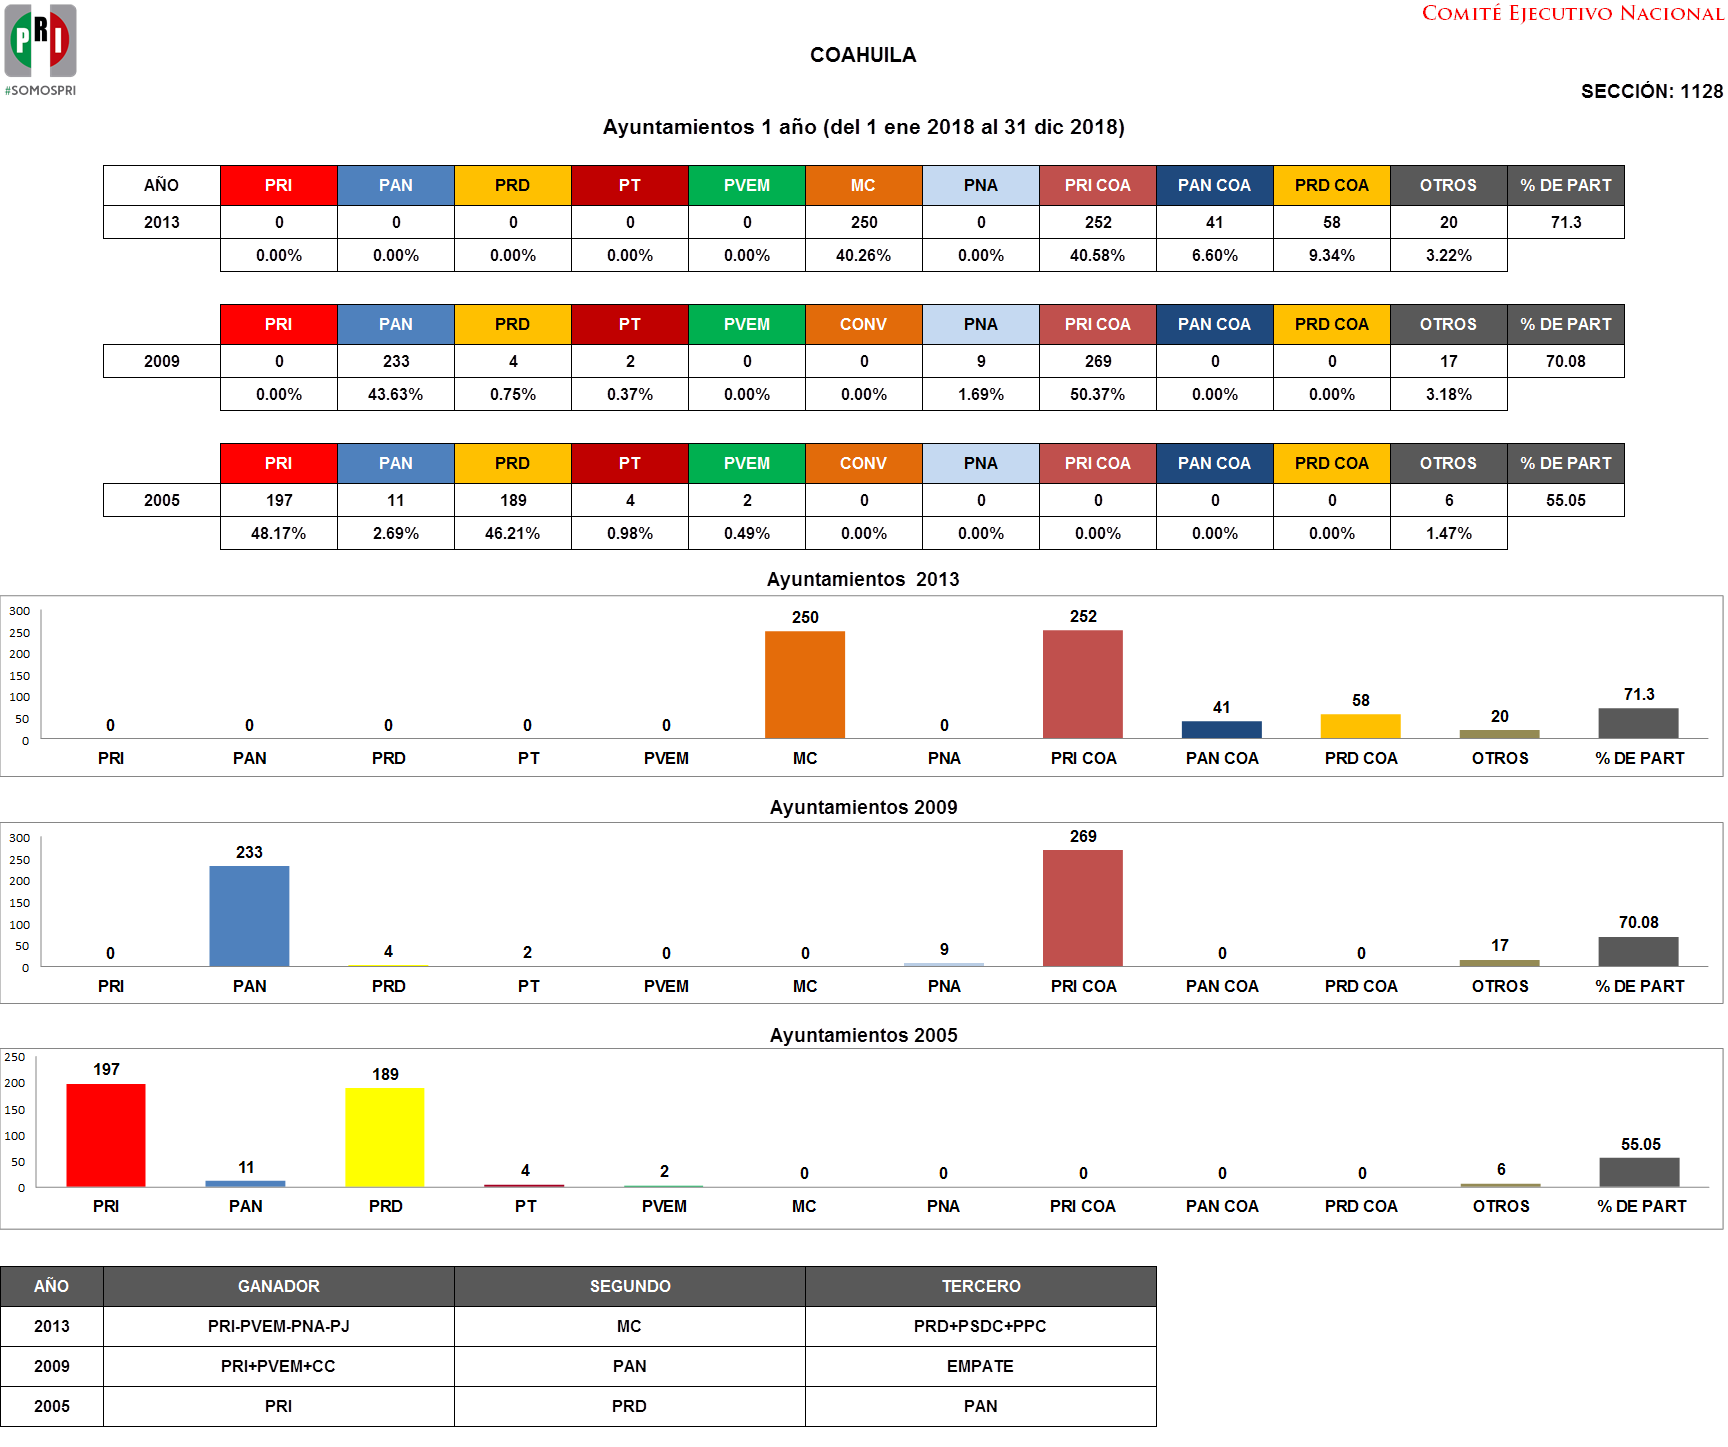 PRI
#SOMOSPRI
COMITÉ EJECUTIVO NACIONAL
COAHUILA
SECCIÓN: 1128
Ayuntamientos 1 año (del 1 ene 2018 al 31 dic 2018)
AÑO PRI PAN PRD PT PVEM MC PNA PRI COA PAN COA PRD COA OTROS % DE PART
2013 0 0 0 0 0 250 0 252 41 58 20 71.3
0.00% 0.00% 0.00% 0.00% 0.00% 40.26% 0.00% 40.58% 6.60% 9.34% 3.22%
PRI PAN PRD PT PVEM CONV PNA PRI COA PAN COA PRD COA OTROS % DE PART
2009 0 233 4 2 0 0 9 269 0 0 17 70.08
0.00% 43.63% 0.75% 0.37% 0.00% 0.00% 1.69% 50.37% 0.00% 0.00% 3.18%
PRI PAN PRD PT PVEM CONV PNA PRI COA PAN COA PRD COA OTROS % DE PART
2005 197 11 189 4 2 0 0 0 0 0 6 55.05
48.17% 2.69% 46.21% 0.98% 0.49% 0.00% 0.00% 0.00% 0.00% 0.00% 1.47%
Ayuntamientos 2013
300
250
200
150
100
50
0
0 0 0 0 0 250 0 252 41 58 20 71.3
PRI PAN PRD PT PVEM MC PNA PRI COA PAN COA PRD COA OTROS % DE PART
Ayuntamientos 2009
300
250
200
150
100
50
0
0 233 4 2 0 0 9 269 0 0 17 70.08
PRI PAN PRD PT PVEM MC PNA PRI COA PAN COA PRD COA OTROS % DE PART
Ayuntamientos 2005
250
200
150
100
50
0
197 11 189 4 2 0 0 0 0 0 6 55.05
PRI PAN PRD PT PVEM MC PNA PRI COA PAN COA PRD COA OTROS % DE PART
AÑO GANADOR SEGUNDO TERCERO
2013 PRI-PVEM-PNA-PJ MC PRD+PSDC+PPC
2009 PRI+PVEM+CC PAN EMPATE
2005 PRI PRD PAN